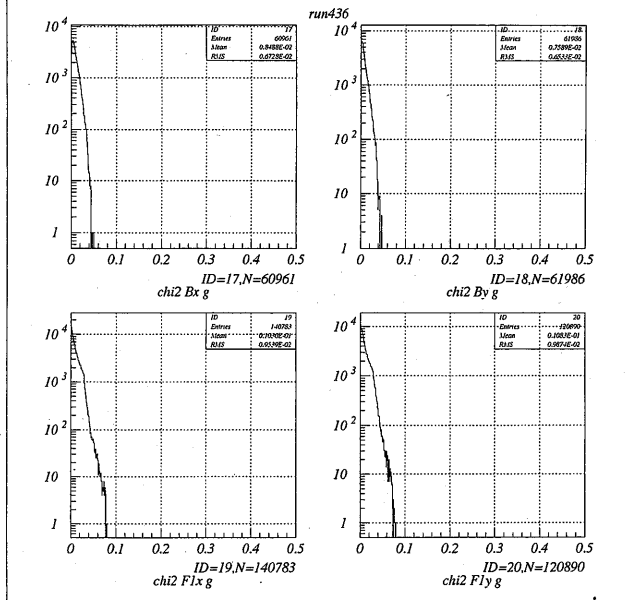 run436
ID 17
Entries 60961
Mean 0.8488E-02
RMS 0.6728E-02
10^4
10^3
10^2
10
1
0 0.1 0.2 0.3 0.4 0.5
ID=17,N=60961
chi2 Bx g
ID 18
Entries 61986
Mean 0.7589E-02
RMS 0.6533E-02
10^4
10^3
10^2
10
1
0 0.1 0.2 0.3 0.4 0.5
ID=18,N=61986
chi2 By g
ID 19
Entries 140783
Mean 0.1030E-01
RMS 0.9539E-02
10^4
10^3
10^2
10
1
0 0.1 0.2 0.3 0.4 0.5
ID=19,N=140783
chi2 F1x g
ID 20
Entries 120890
Mean 0.1083E-01
RMS 0.9874E-02
10^4
10^3
10^2
10
1
0 0.1 0.2 0.3 0.4 0.5
ID=20,N=120890
chi2 F1y g